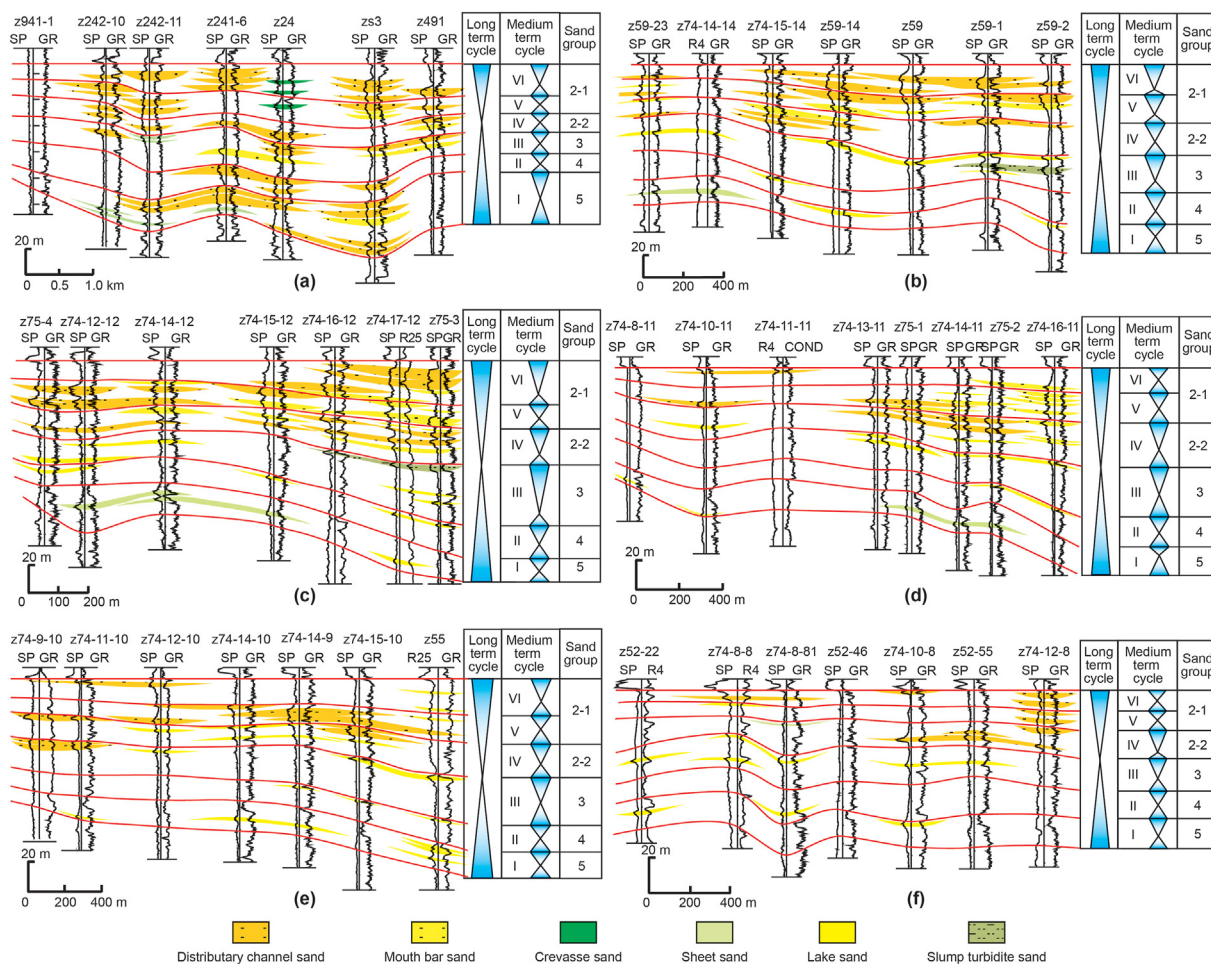 z941-1 z242-10 z242-11 z241-6 z24 zs3 z491
SP GR SP GR SP GR SP GR SP GR SP GR SP GR
Long term cycle
Medium term cycle
Sand group
VI
V
IV
III
II
I
2-1
2-2
3
4
5
20 m
0 0.5 1.0 km
(a)
z59-23 z74-14-14 z74-15-14 z59-14 z59 z59-1 z59-2
SP GR R4 GR SP GR SP GR SP GR SP GR SP GR
Long term cycle
Medium term cycle
Sand group
VI
V
IV
III
II
I
2-1
2-2
3
4
5
20 m
0 200 400 m
(b)
z75-4 z74-12-12 z74-14-12 z74-15-12 z74-16-12 z74-17-12 z75-3
SP GR SP GR SP GR SP GR SP GR SP R25 SP GR
Long term cycle
Medium term cycle
Sand group
VI
V
IV
III
II
I
2-1
2-2
3
4
5
20 m
0 100 200 m
(c)
z74-8-11 z74-10-11 z74-11-11 z74-13-11 z75-1 z74-14-11 z75-2 z74-16-11
SP GR SP GR R4 COND SP GR SP GR SP GR SP GR SP GR
Long term cycle
Medium term cycle
Sand group
VI
V
IV
III
II
I
2-1
2-2
3
4
5
20 m
0 200 400 m
(d)
z74-9-10 z74-11-10 z74-12-10 z74-14-10 z74-14-9 z74-15-10 z55
SP GR SP GR SP GR SP GR SP GR SP GR R25 GR
Long term cycle
Medium term cycle
Sand group
VI
V
IV
III
II
I
2-1
2-2
3
4
5
20 m
0 200 400 m
(e)
z52-22 z74-8-8 z74-8-81 z52-46 z74-10-8 z52-55 z74-12-8
SP R4 SP R4 SP GR SP GR SP GR SP GR SP GR
Long term cycle
Medium term cycle
Sand group
VI
V
IV
III
II
I
2-1
2-2
3
4
5
20 m
0 200 400 m
(f)
Distributary channel sand Mouth bar sand Crevasse sand Sheet sand Lake sand Slump turbidite sand